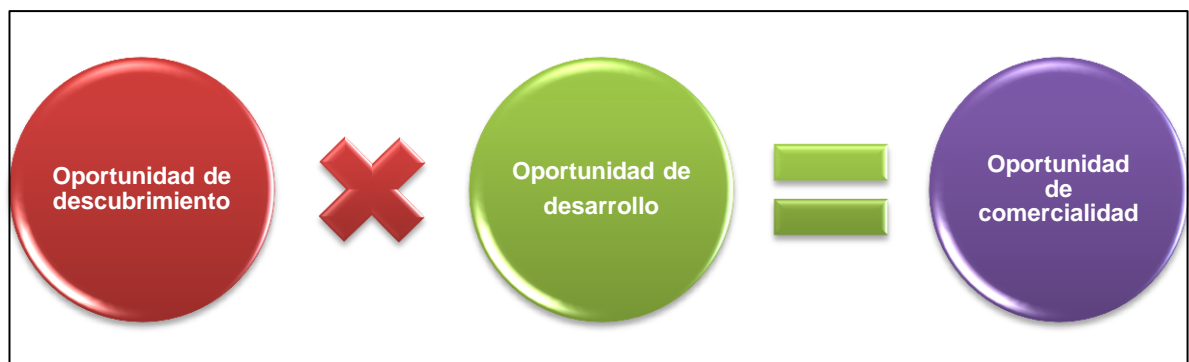 Oportunidad de
descubrimiento
Oportunidad de
desarrollo
Oportunidad
de
comercialidad